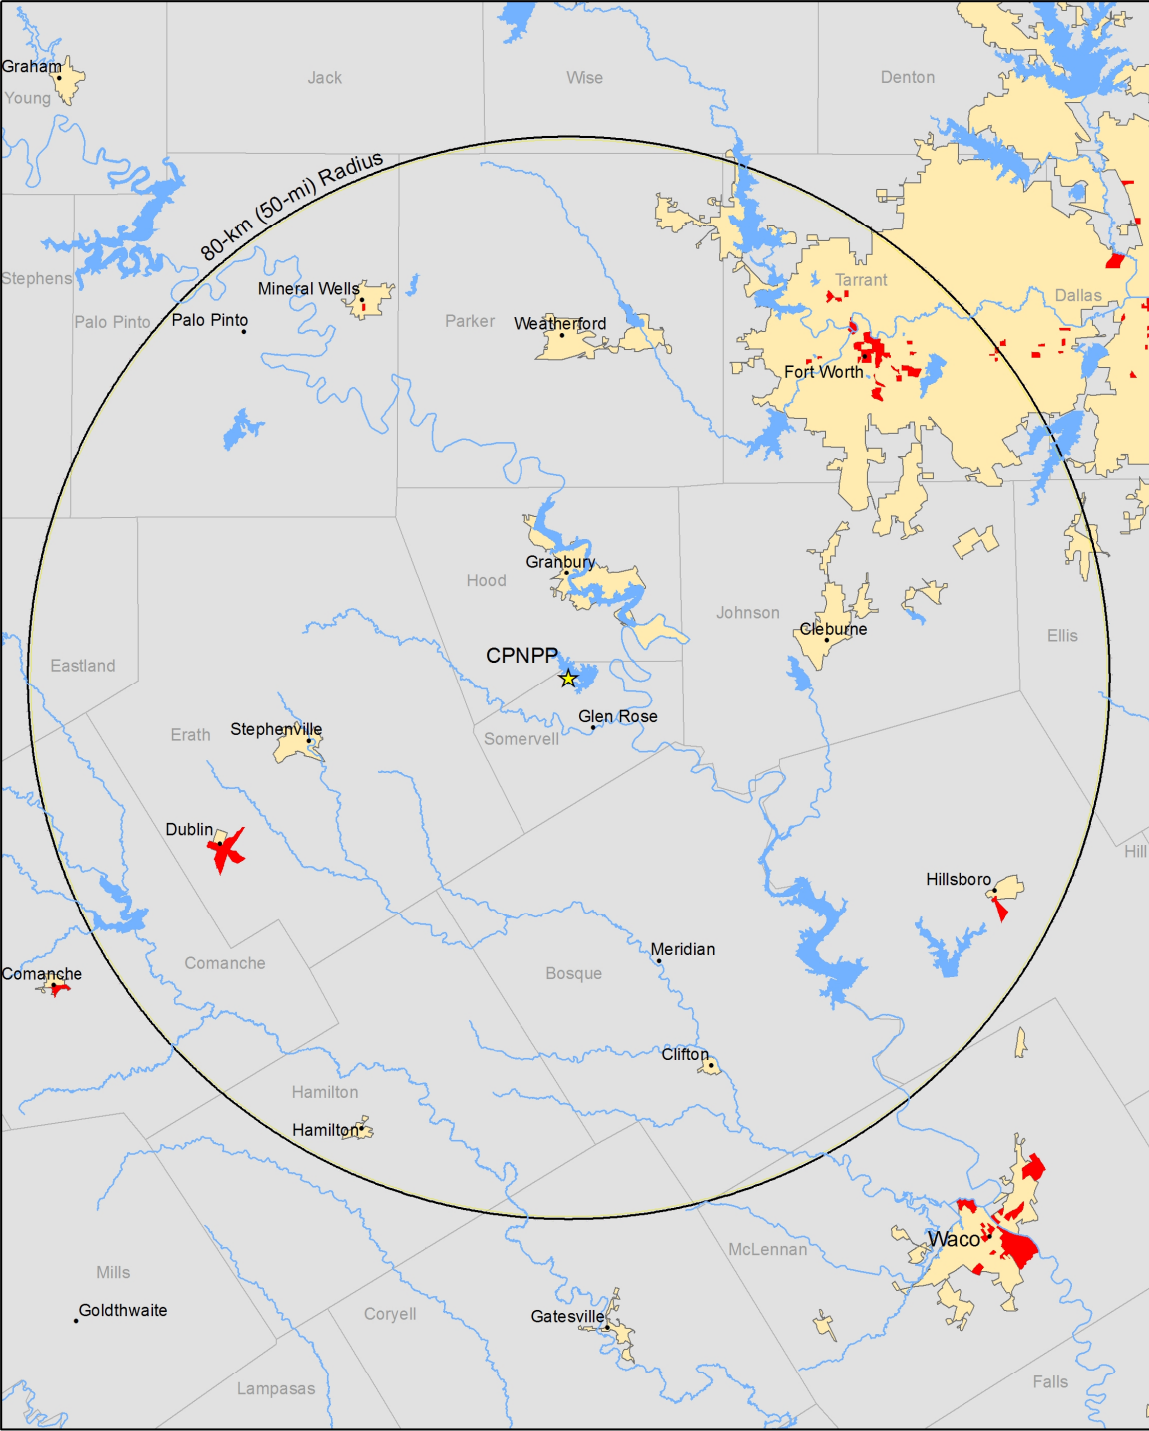 Graham
Young
Jack
Wise
Denton
80-km (50-mi) Radius
Stephens
Palo Pinto
Mineral Wells
Palo Pinto
Parker
Weatherford
Tarrant
Dallas
Fort Worth
Granbury
Hood
Johnson
Cleburne
Ellis
CPNPP
Eastland
Glen Rose
Somervell
Erath
Stephenville
Dublin
Hill
Hillsboro
Comanche
Comanche
Meridian
Bosque
Clifton
Hamilton
Hamilton
Waco
McLennan
Mills
Goldthwaite
Coryell
Gatesville
Lampasas
Falls